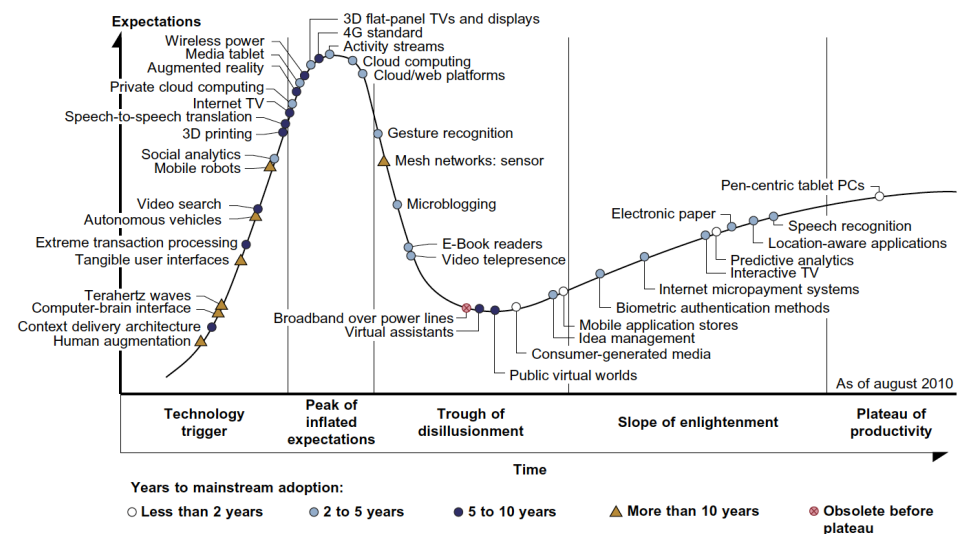 Expectations
3D flat-panel TVs and displays
4G standard
Activity streams
Wireless power
Media tablet
Augmented reality
Cloud computing
Cloud/web platforms
Private cloud computing
Internet TV
Speech-to-speech translation
3D printing
Gesture recognition
Social analytics
Mobile robots
Mesh networks: sensor
Pen-centric tablet PCs
Video search
Autonomous vehicles
Microblogging
Electronic paper
Speech recognition
Extreme transaction processing
Tangible user interfaces
E-Book readers
Video telepresence
Location-aware applications
Predictive analytics
Interactive TV
Internet micropayment systems
Terahertz waves
Computer-brain interface
Context delivery architecture
Human augmentation
Broadband over power lines
Virtual assistants
Biometric authentication methods
Mobile application stores
Idea management
Consumer-generated media
Public virtual worlds
As of august 2010
Technology
trigger
Peak of
inflated
expectations
Trough of
disillusionment
Slope of enlightenment
Plateau of
productivity
Time
Years to mainstream adoption:
Less than 2 years
2 to 5 years
5 to 10 years
More than 10 years
Obsolete before
plateau